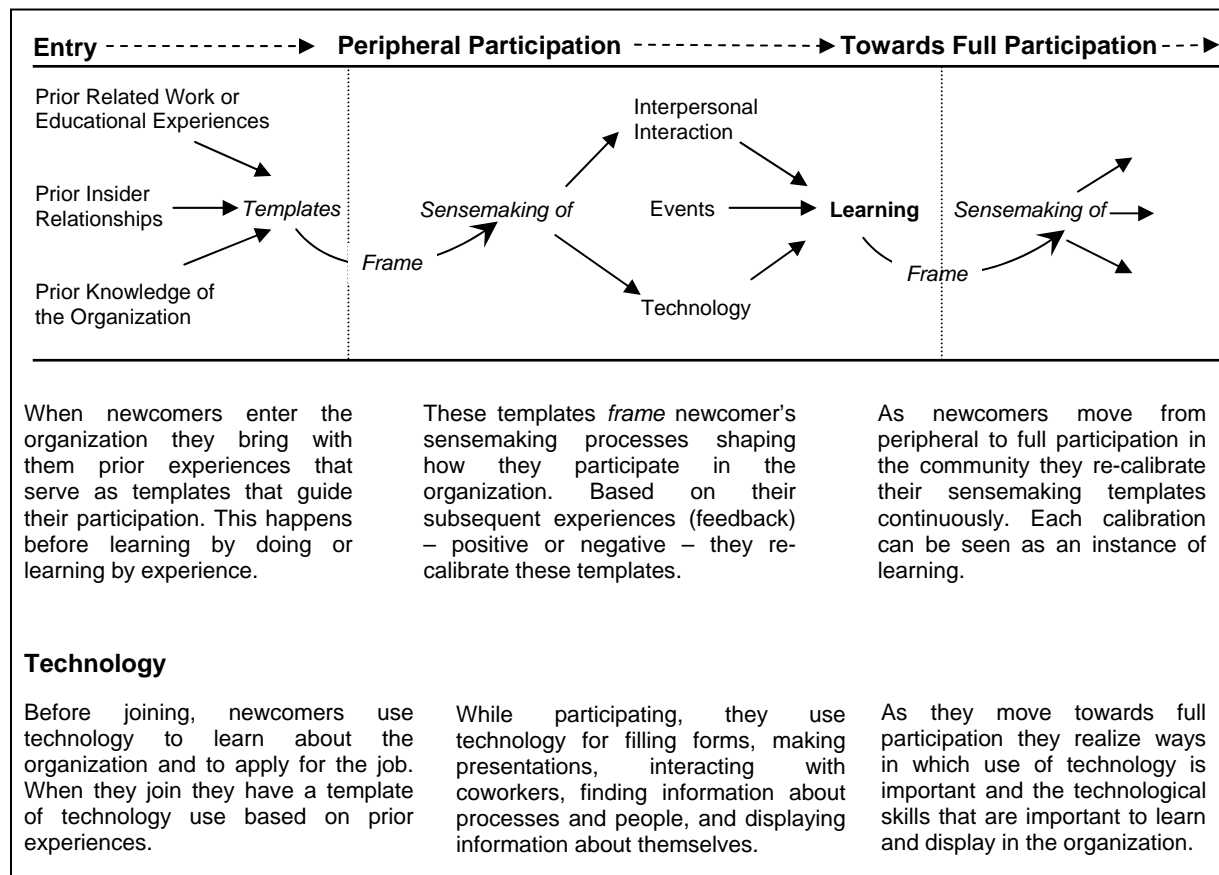 Entry
Peripheral Participation
Towards Full Participation
Prior Related Work or
Educational Experiences
Prior Insider
Relationships
Prior Knowledge of
the Organization
Templates
Frame
Sensemaking of
Interpersonal
Interaction
Events
Technology
Learning
Frame
Sensemaking of
When newcomers enter the
organization they bring with
them prior experiences that
serve as templates that guide
their participation. This happens
before learning by doing or
learning by experience.
These templates frame newcomer's
sensemaking processes shaping
how they participate in the
organization. Based on their
subsequent experiences (feedback)
– positive or negative – they re-
calibrate these templates.
As newcomers move from
peripheral to full participation in
the community they re-calibrate
their sensemaking templates
continuously. Each calibration
can be seen as an instance of
learning.
Technology
Before joining, newcomers use
technology to learn about the
organization and to apply for the job.
When they join they have a template
of technology use based on prior
experiences.
While participating, they use
technology for filling forms, making
presentations, interacting with
coworkers, finding information about
processes and people, and displaying
information about themselves.
As they move towards full
participation they realize ways
in which use of technology is
important and the technological
skills that are important to learn
and display in the organization.